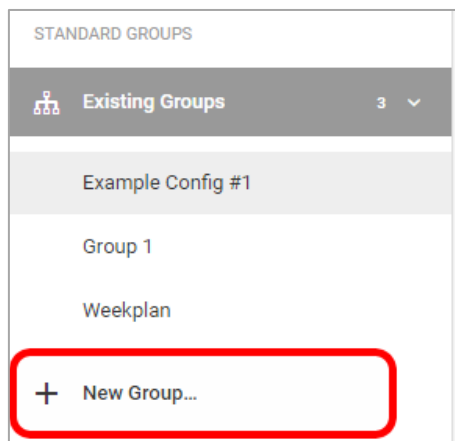 STANDARD GROUPS
Existing Groups 3
Example Config #1
Group 1
Weekplan
+ New Group...